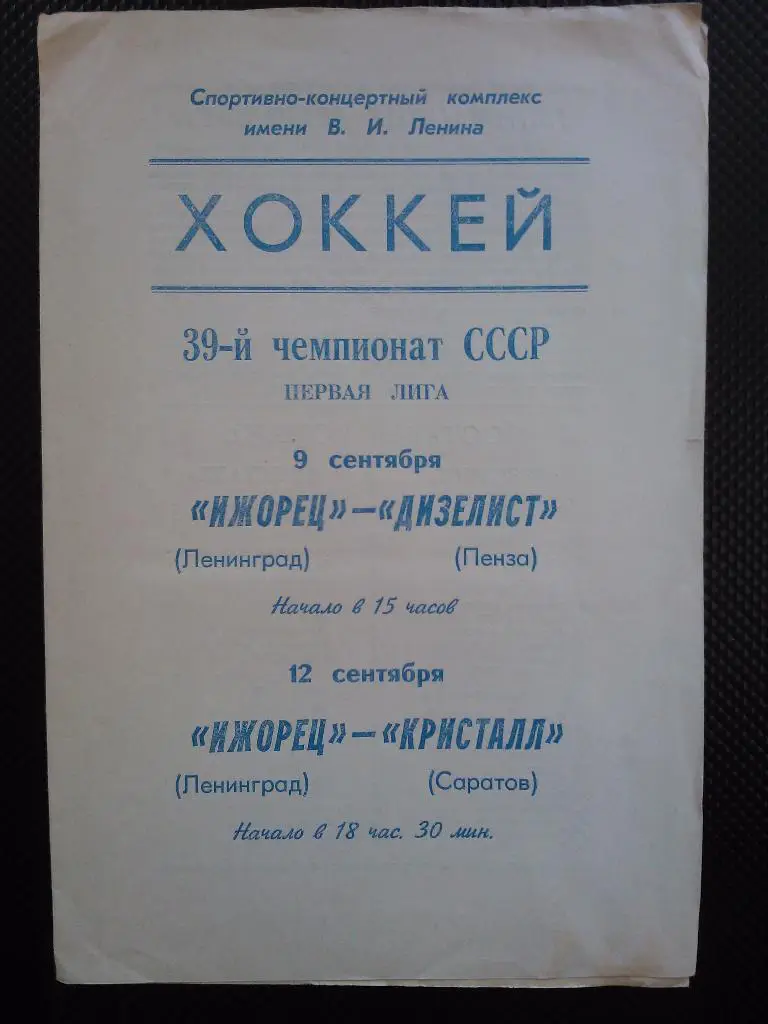 Спортивно-концертный комплекс
имени В. И. Ленина
ХОККЕЙ
39-й чемпионат СССР
ПЕРВАЯ ЛИГА
9 сентября
«ИЖОРЕЦ»—«ДИЗЕЛИСТ»
(Ленинград) (Пенза)
Начало в 15 часов
12 сентября
«ИЖОРЕЦ»—«КРИСТАЛЛ»
(Ленинград) (Саратов)
Начало в 18 час. 30 мин.